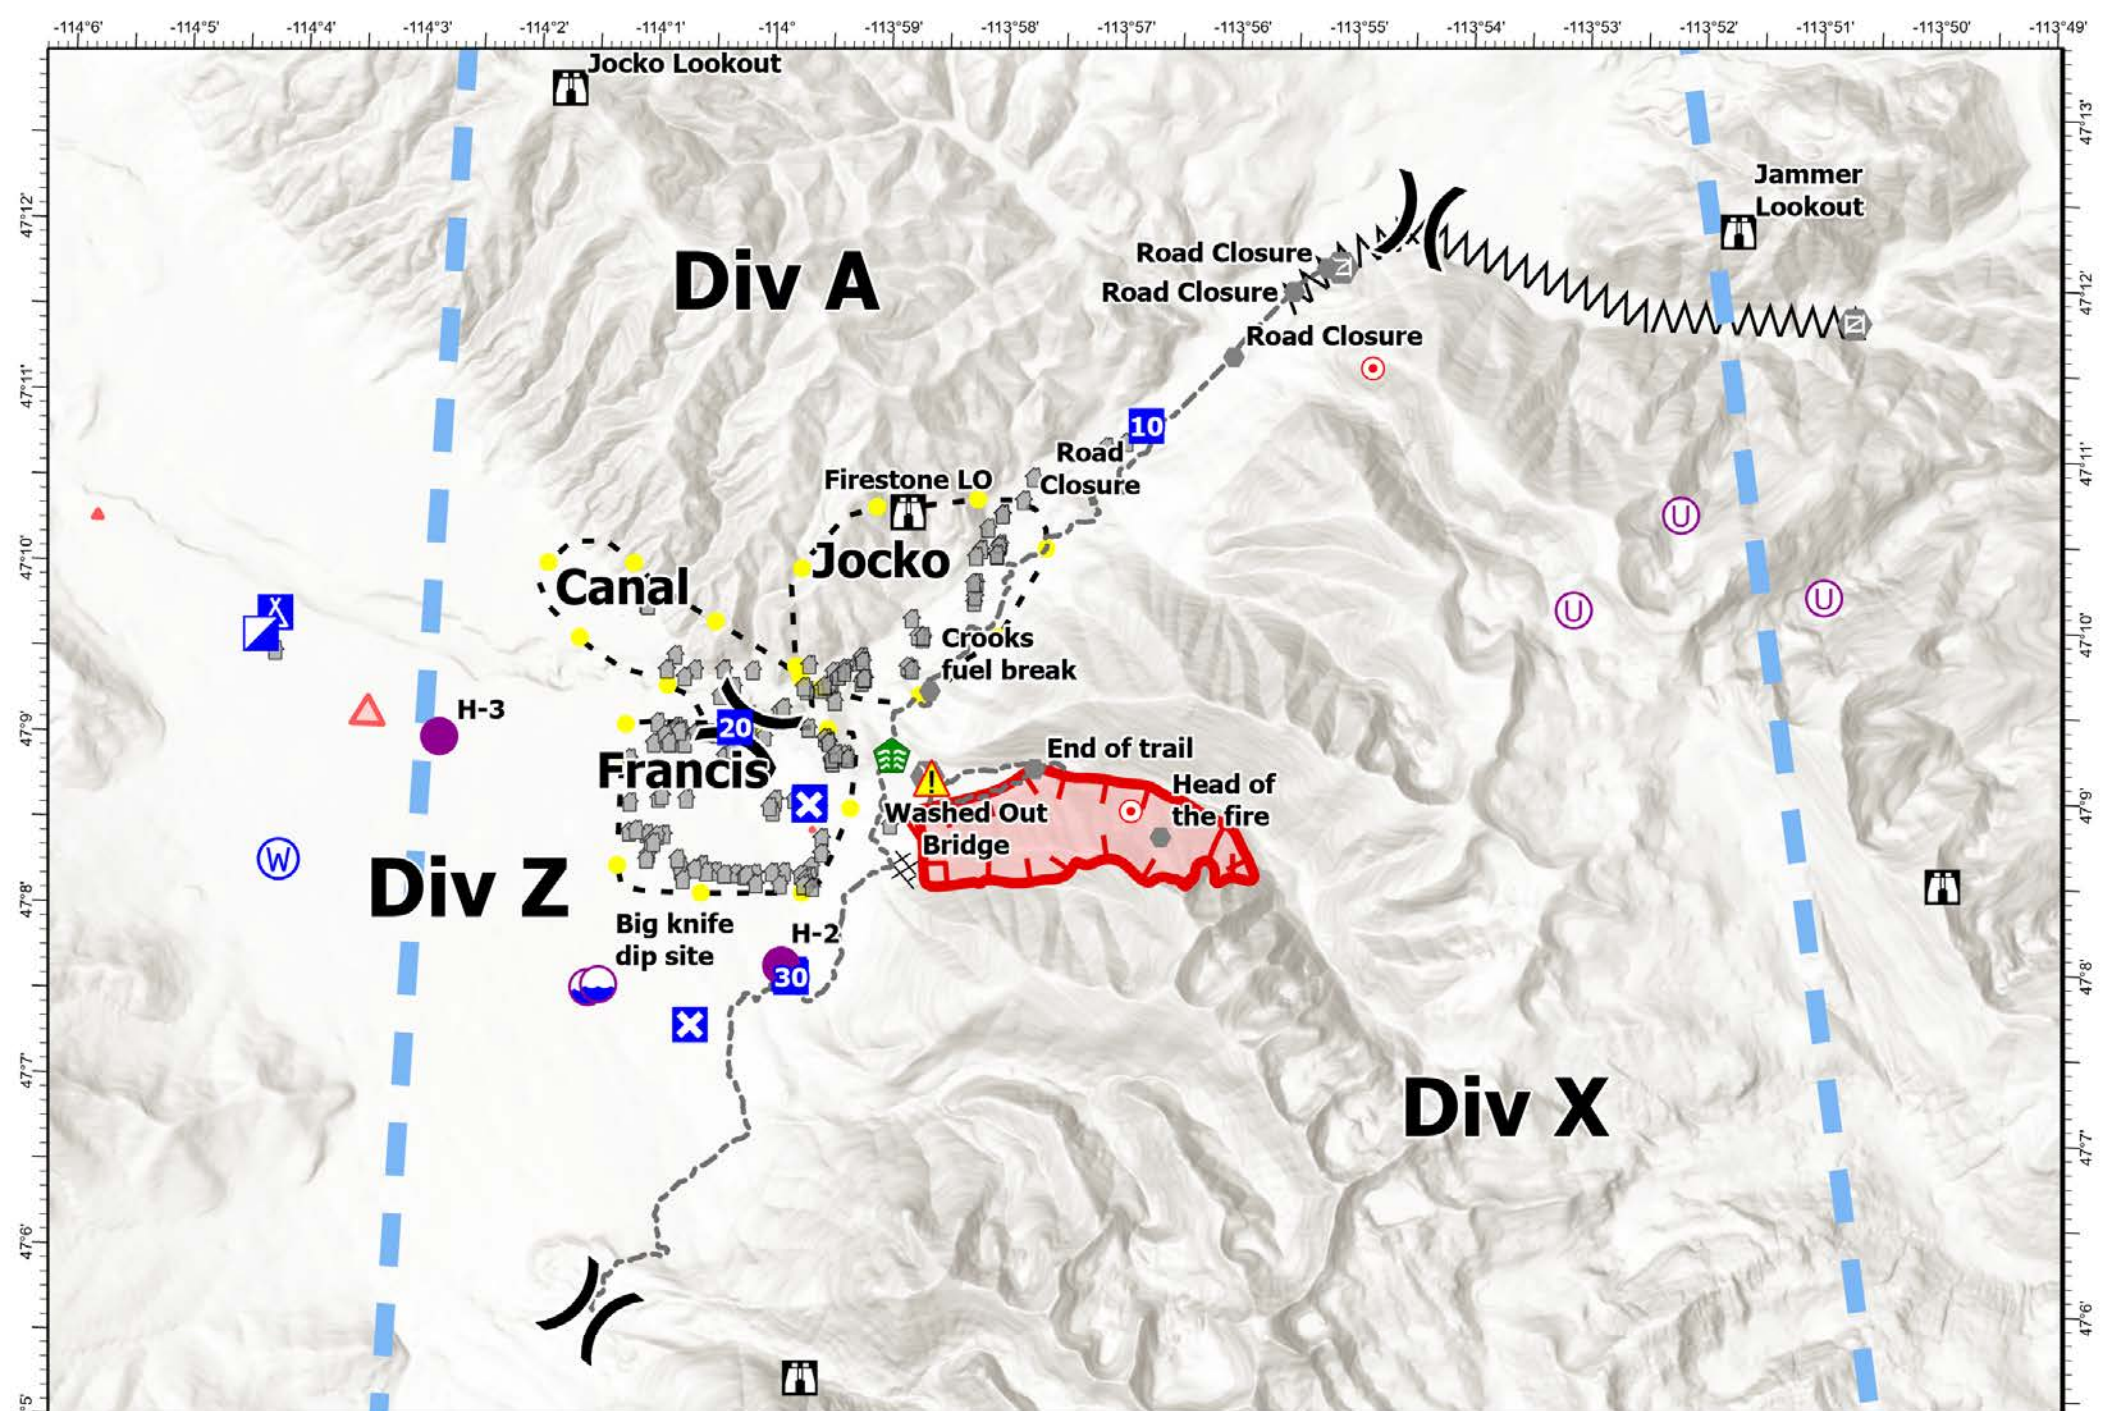 -114°6'
-114°5'
-114°4'
-114°3'
-114°2'
-114°1'
-114°
-113°59'
-113°58'
-113°57'
-113°56'
-113°55'
-113°54'
-113°53'
-113°52'
-113°51'
-113°50'
-113°49'
Jocko Lookout
47°13'
Jammer
Lookout
47°12'
Div A
Road Closure
Road Closure
47°12'
Road Closure
47°11'
10
Road
Closure
47°11'
Firestone LO
U
Jocko
47°10'
Canal
U
U
Crooks
fuel break
47°10'
H-3
20
47°9'
End of trail
Francis
Head of
the fire
Washed Out
Bridge
47°9'
W
Div Z
47°8'
Big knife
dip site
H-2
30
47°8'
47°7'
Div X
47°7'
47°6'
47°6'
5'